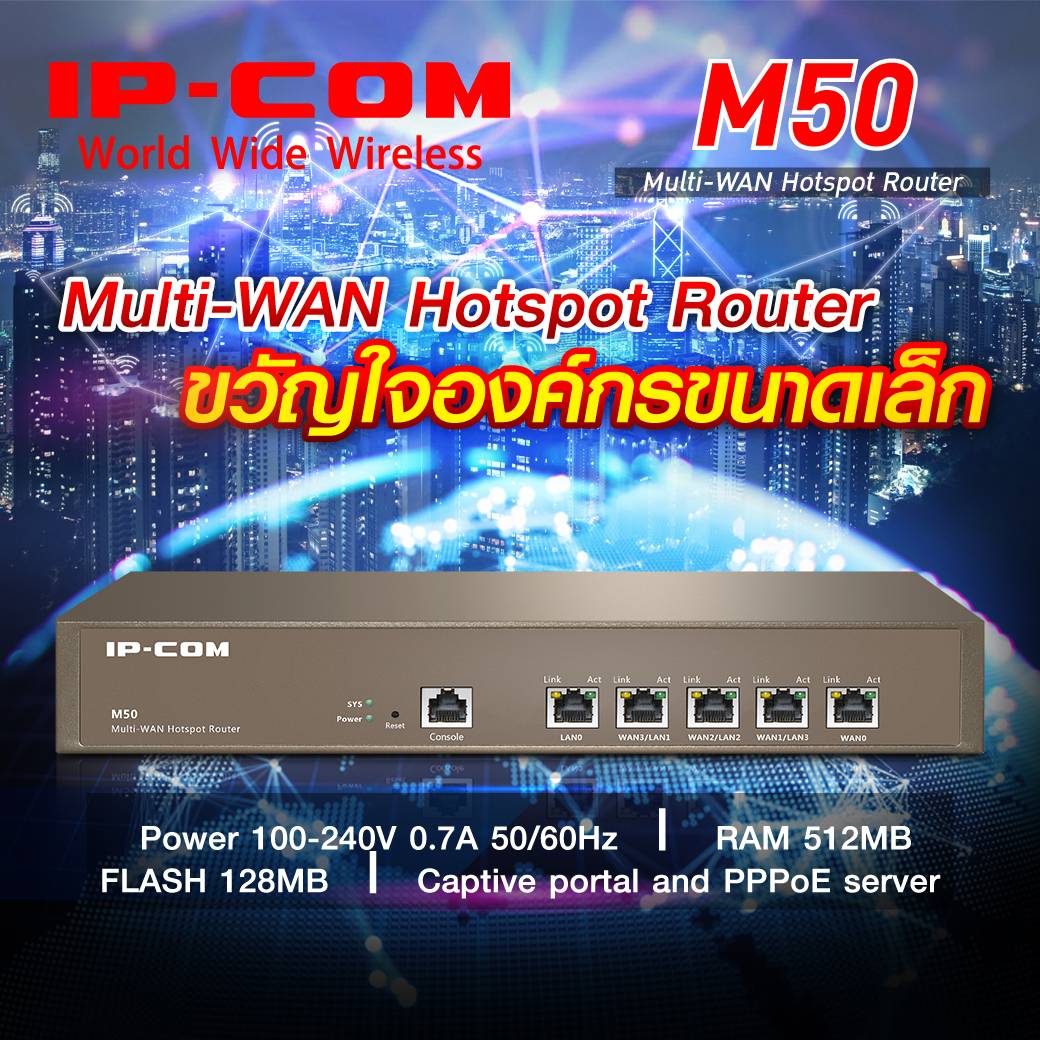 IP-COM
World Wide Wireless
M50
Multi-WAN Hotspot Router
Multi-WAN Hotspot Router
ขวัญใจองค์กรขนาดเล็ก
IP-COM
M50
Multi-WAN Hotspot Router
SYS
Power
Reset
Console
Link Act Link Act Link Act Link Act Link Act
LAN0 WAN3/LAN1 WAN2/LAN2 WAN1/LAN3 WAN0
Power 100-240V 0.7A 50/60Hz | RAM 512MB
FLASH 128MB | Captive portal and PPPoE server